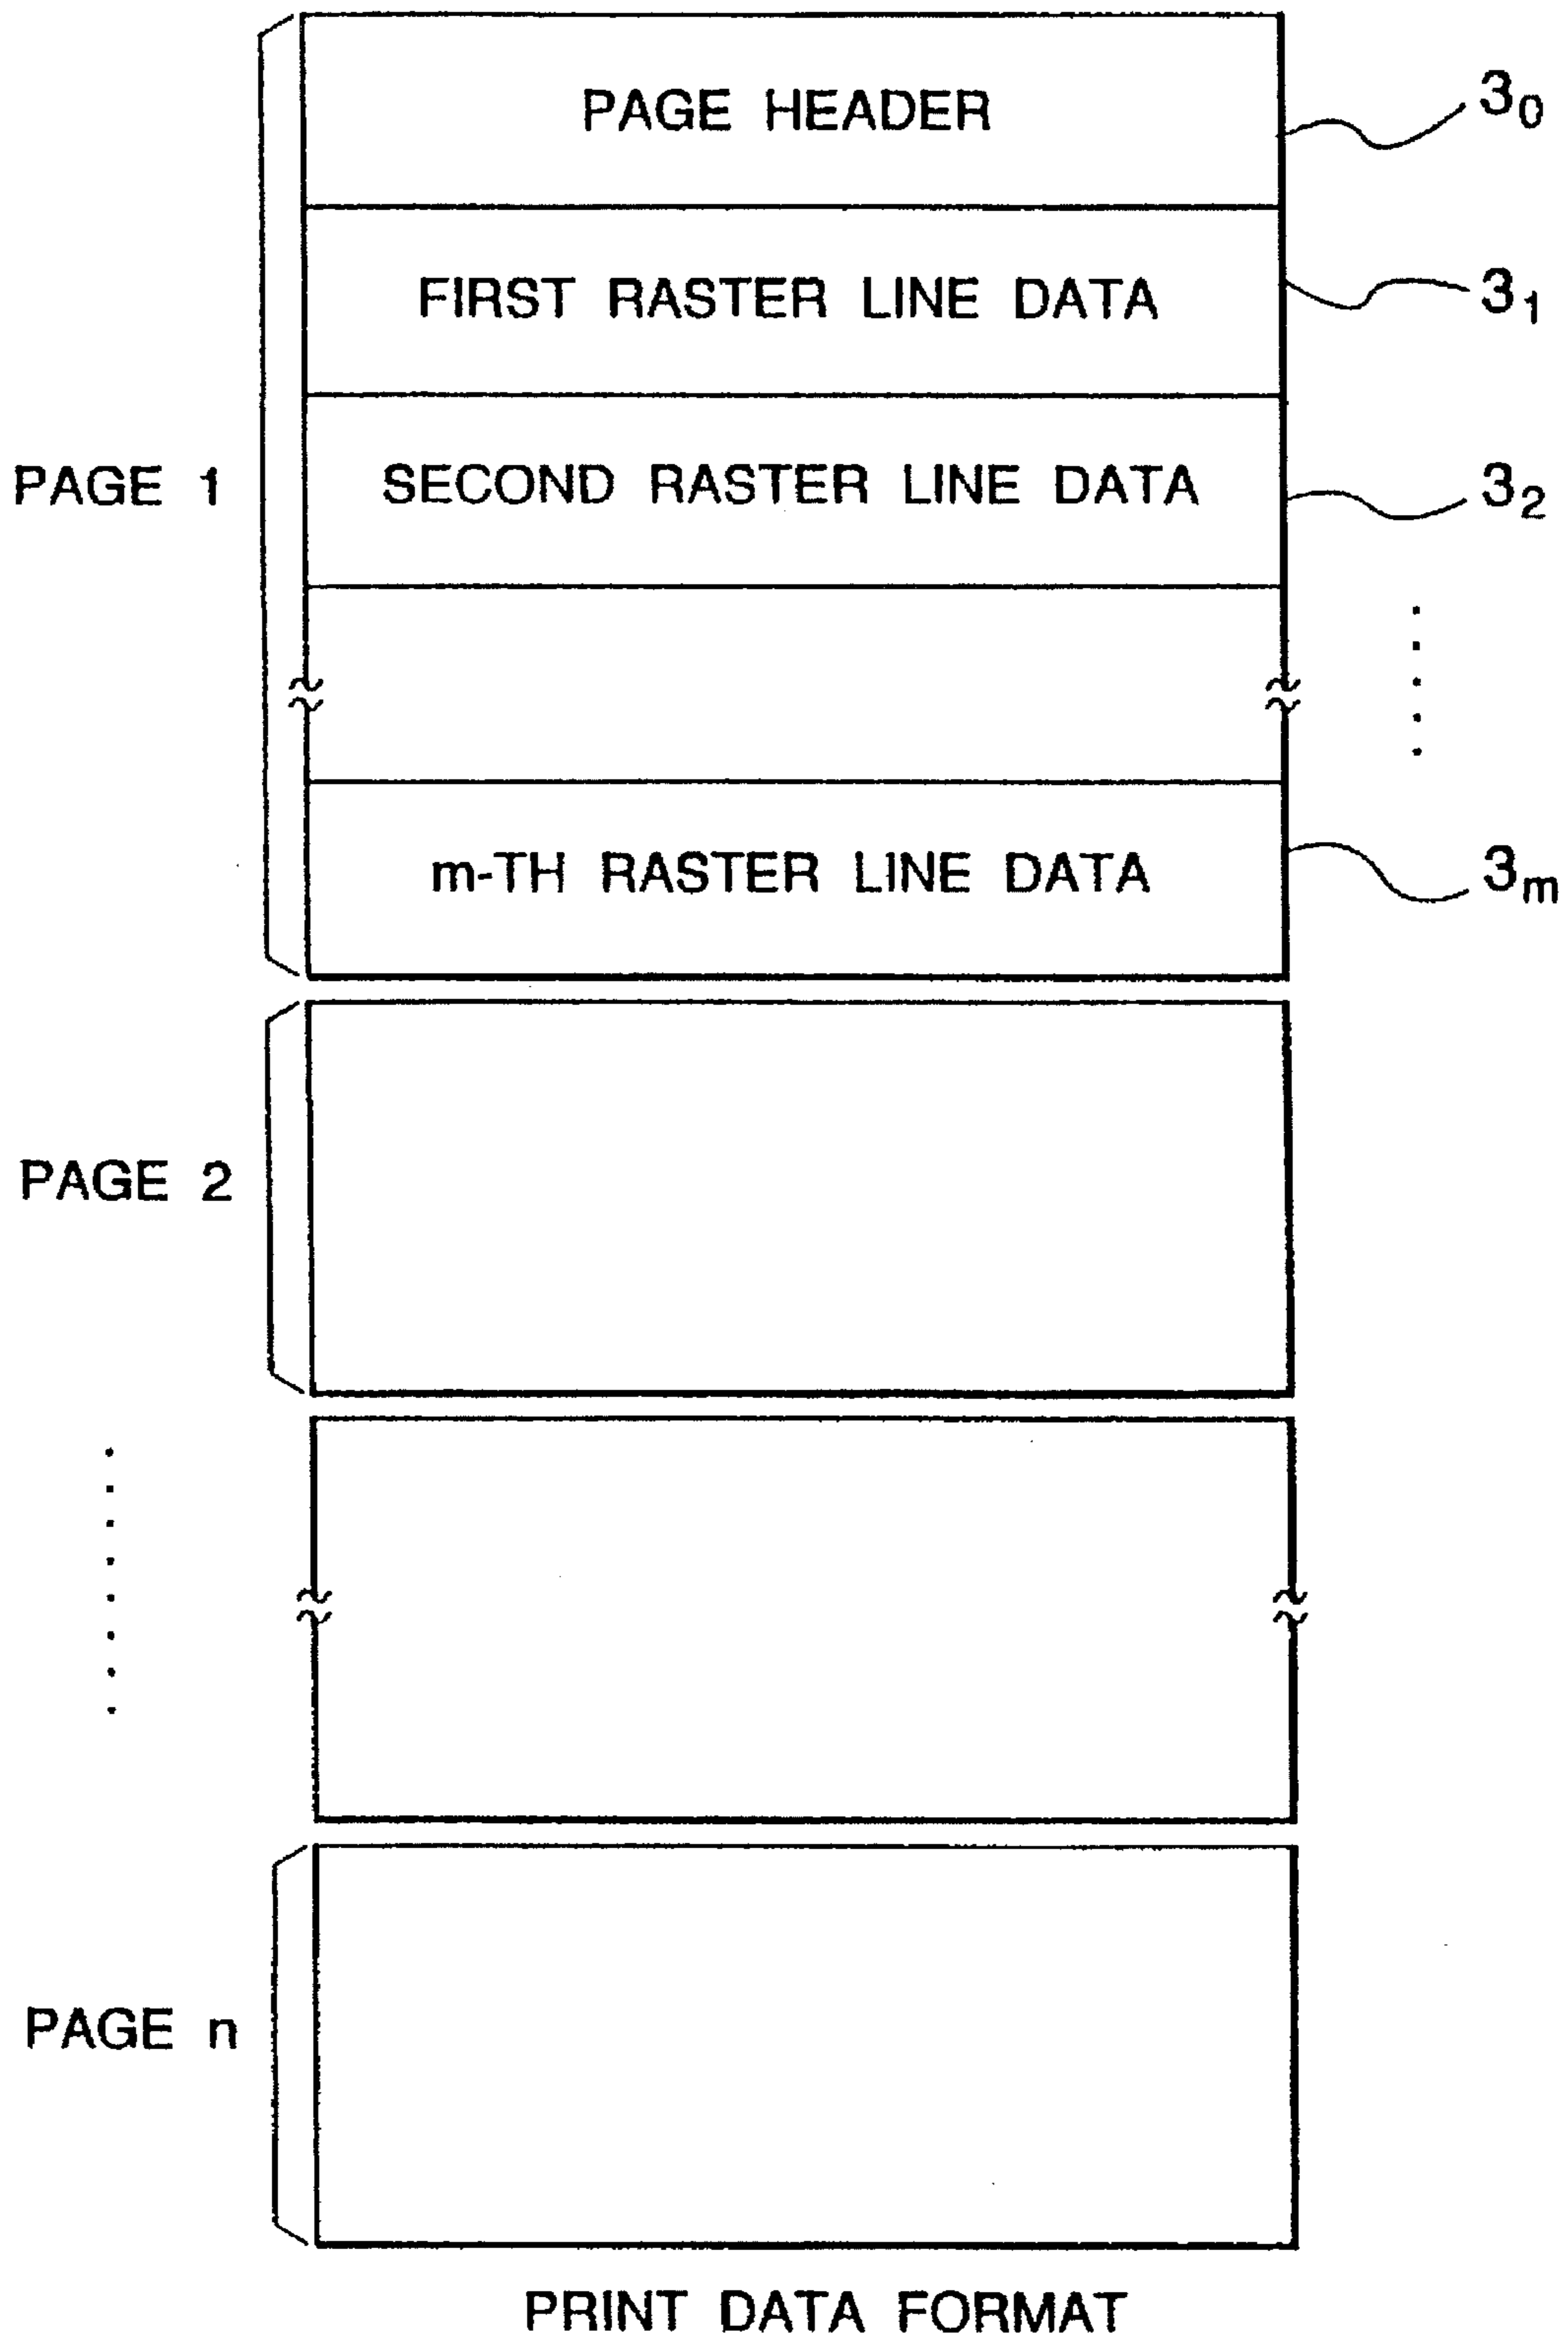 PAGE HEADER 3₀
FIRST RASTER LINE DATA 3₁
PAGE 1 SECOND RASTER LINE DATA 3₂
m-TH RASTER LINE DATA 3ₘ
PAGE 2
PAGE n
PRINT DATA FORMAT